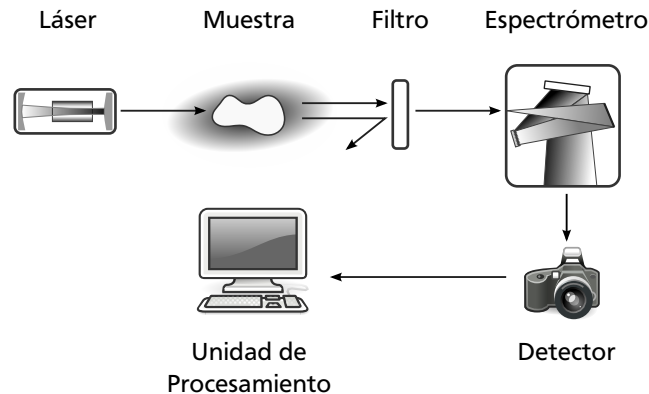 Láser
Muestra
Filtro
Espectrómetro
Unidad de
Procesamiento
Detector